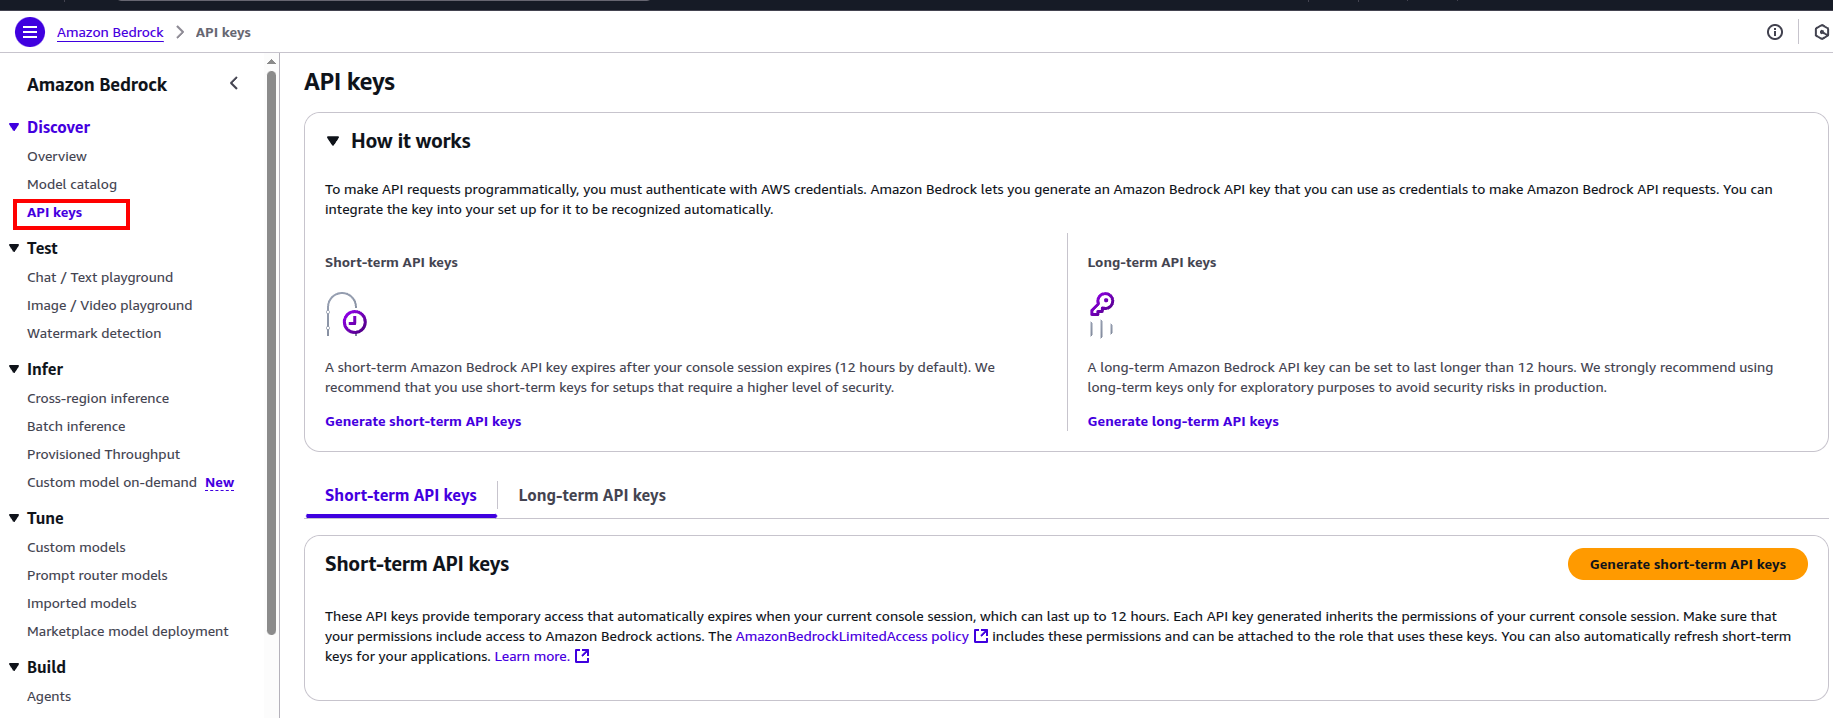 Amazon Bedrock > API keys
Amazon Bedrock
Discover
Overview
Model catalog
API keys
Test
Chat / Text playground
Image / Video playground
Watermark detection
Infer
Cross-region inference
Batch inference
Provisioned Throughput
Custom model on-demand New
Tune
Custom models
Prompt router models
Imported models
Marketplace model deployment
Build
Agents
API keys
How it works
To make API requests programmatically, you must authenticate with AWS credentials. Amazon Bedrock lets you generate an Amazon Bedrock API key that you can use as credentials to make Amazon Bedrock API requests. You can
integrate the key into your set up for it to be recognized automatically.
Short-term API keys
A short-term Amazon Bedrock API key expires after your console session expires (12 hours by default). We
recommend that you use short-term keys for setups that require a higher level of security.
Generate short-term API keys
Long-term API keys
A long-term Amazon Bedrock API key can be set to last longer than 12 hours. We strongly recommend using
long-term keys only for exploratory purposes to avoid security risks in production.
Generate long-term API keys
Short-term API keys
Long-term API keys
Short-term API keys
Generate short-term API keys
These API keys provide temporary access that automatically expires when your current console session, which can last up to 12 hours. Each API key generated inherits the permissions of your current console session. Make sure that
your permissions include access to Amazon Bedrock actions. The AmazonBedrockLimitedAccess policy includes these permissions and can be attached to the role that uses these keys. You can also automatically refresh short-term
keys for your applications. Learn more.